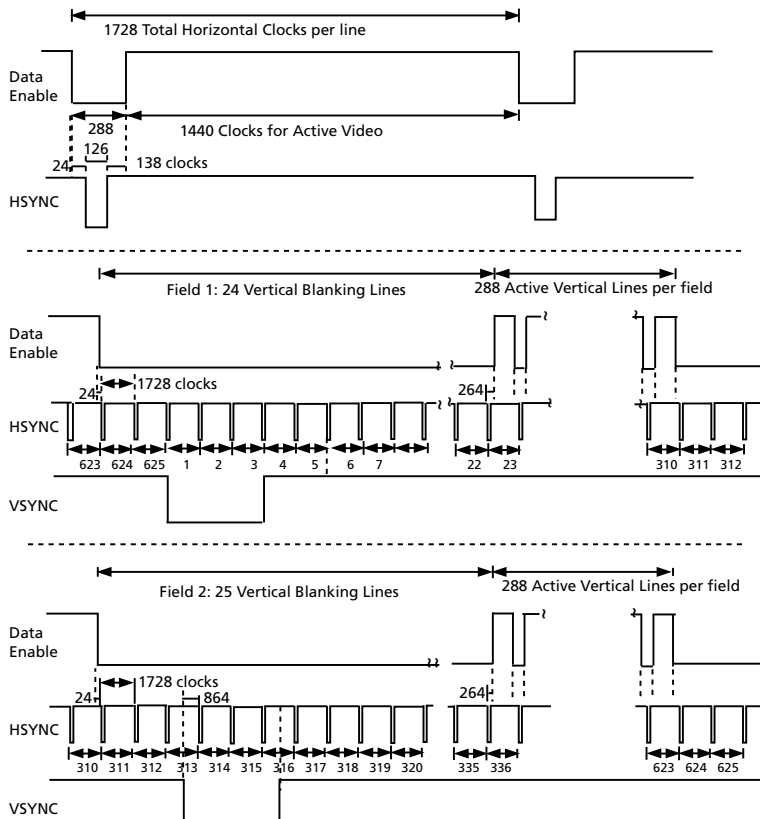 1728 Total Horizontal Clocks per line
Data
Enable
288
1440 Clocks for Active Video
126
24
138 clocks
HSYNC
Field 1: 24 Vertical Blanking Lines
288 Active Vertical Lines per field
Data
Enable
1728 clocks
24
264
HSYNC
623 624 625 1 2 3 4 5 6 7 22 23 310 311 312
VSYNC
Field 2: 25 Vertical Blanking Lines
288 Active Vertical Lines per field
Data
Enable
1728 clocks
24
864
264
HSYNC
310 311 312 313 314 315 316 317 318 319 320 335 336 623 624 625
VSYNC